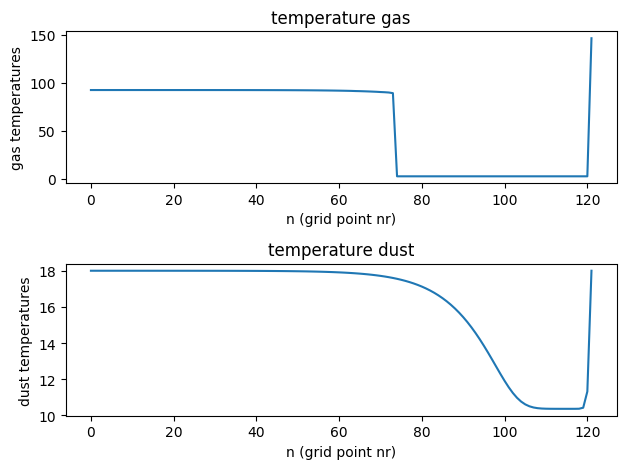 temperature gas
gas temperatures
150
100
50
0
0 20 40 60 80 100 120
n (grid point nr)
temperature dust
dust temperatures
18
16
14
12
10
0 20 40 60 80 100 120
n (grid point nr)